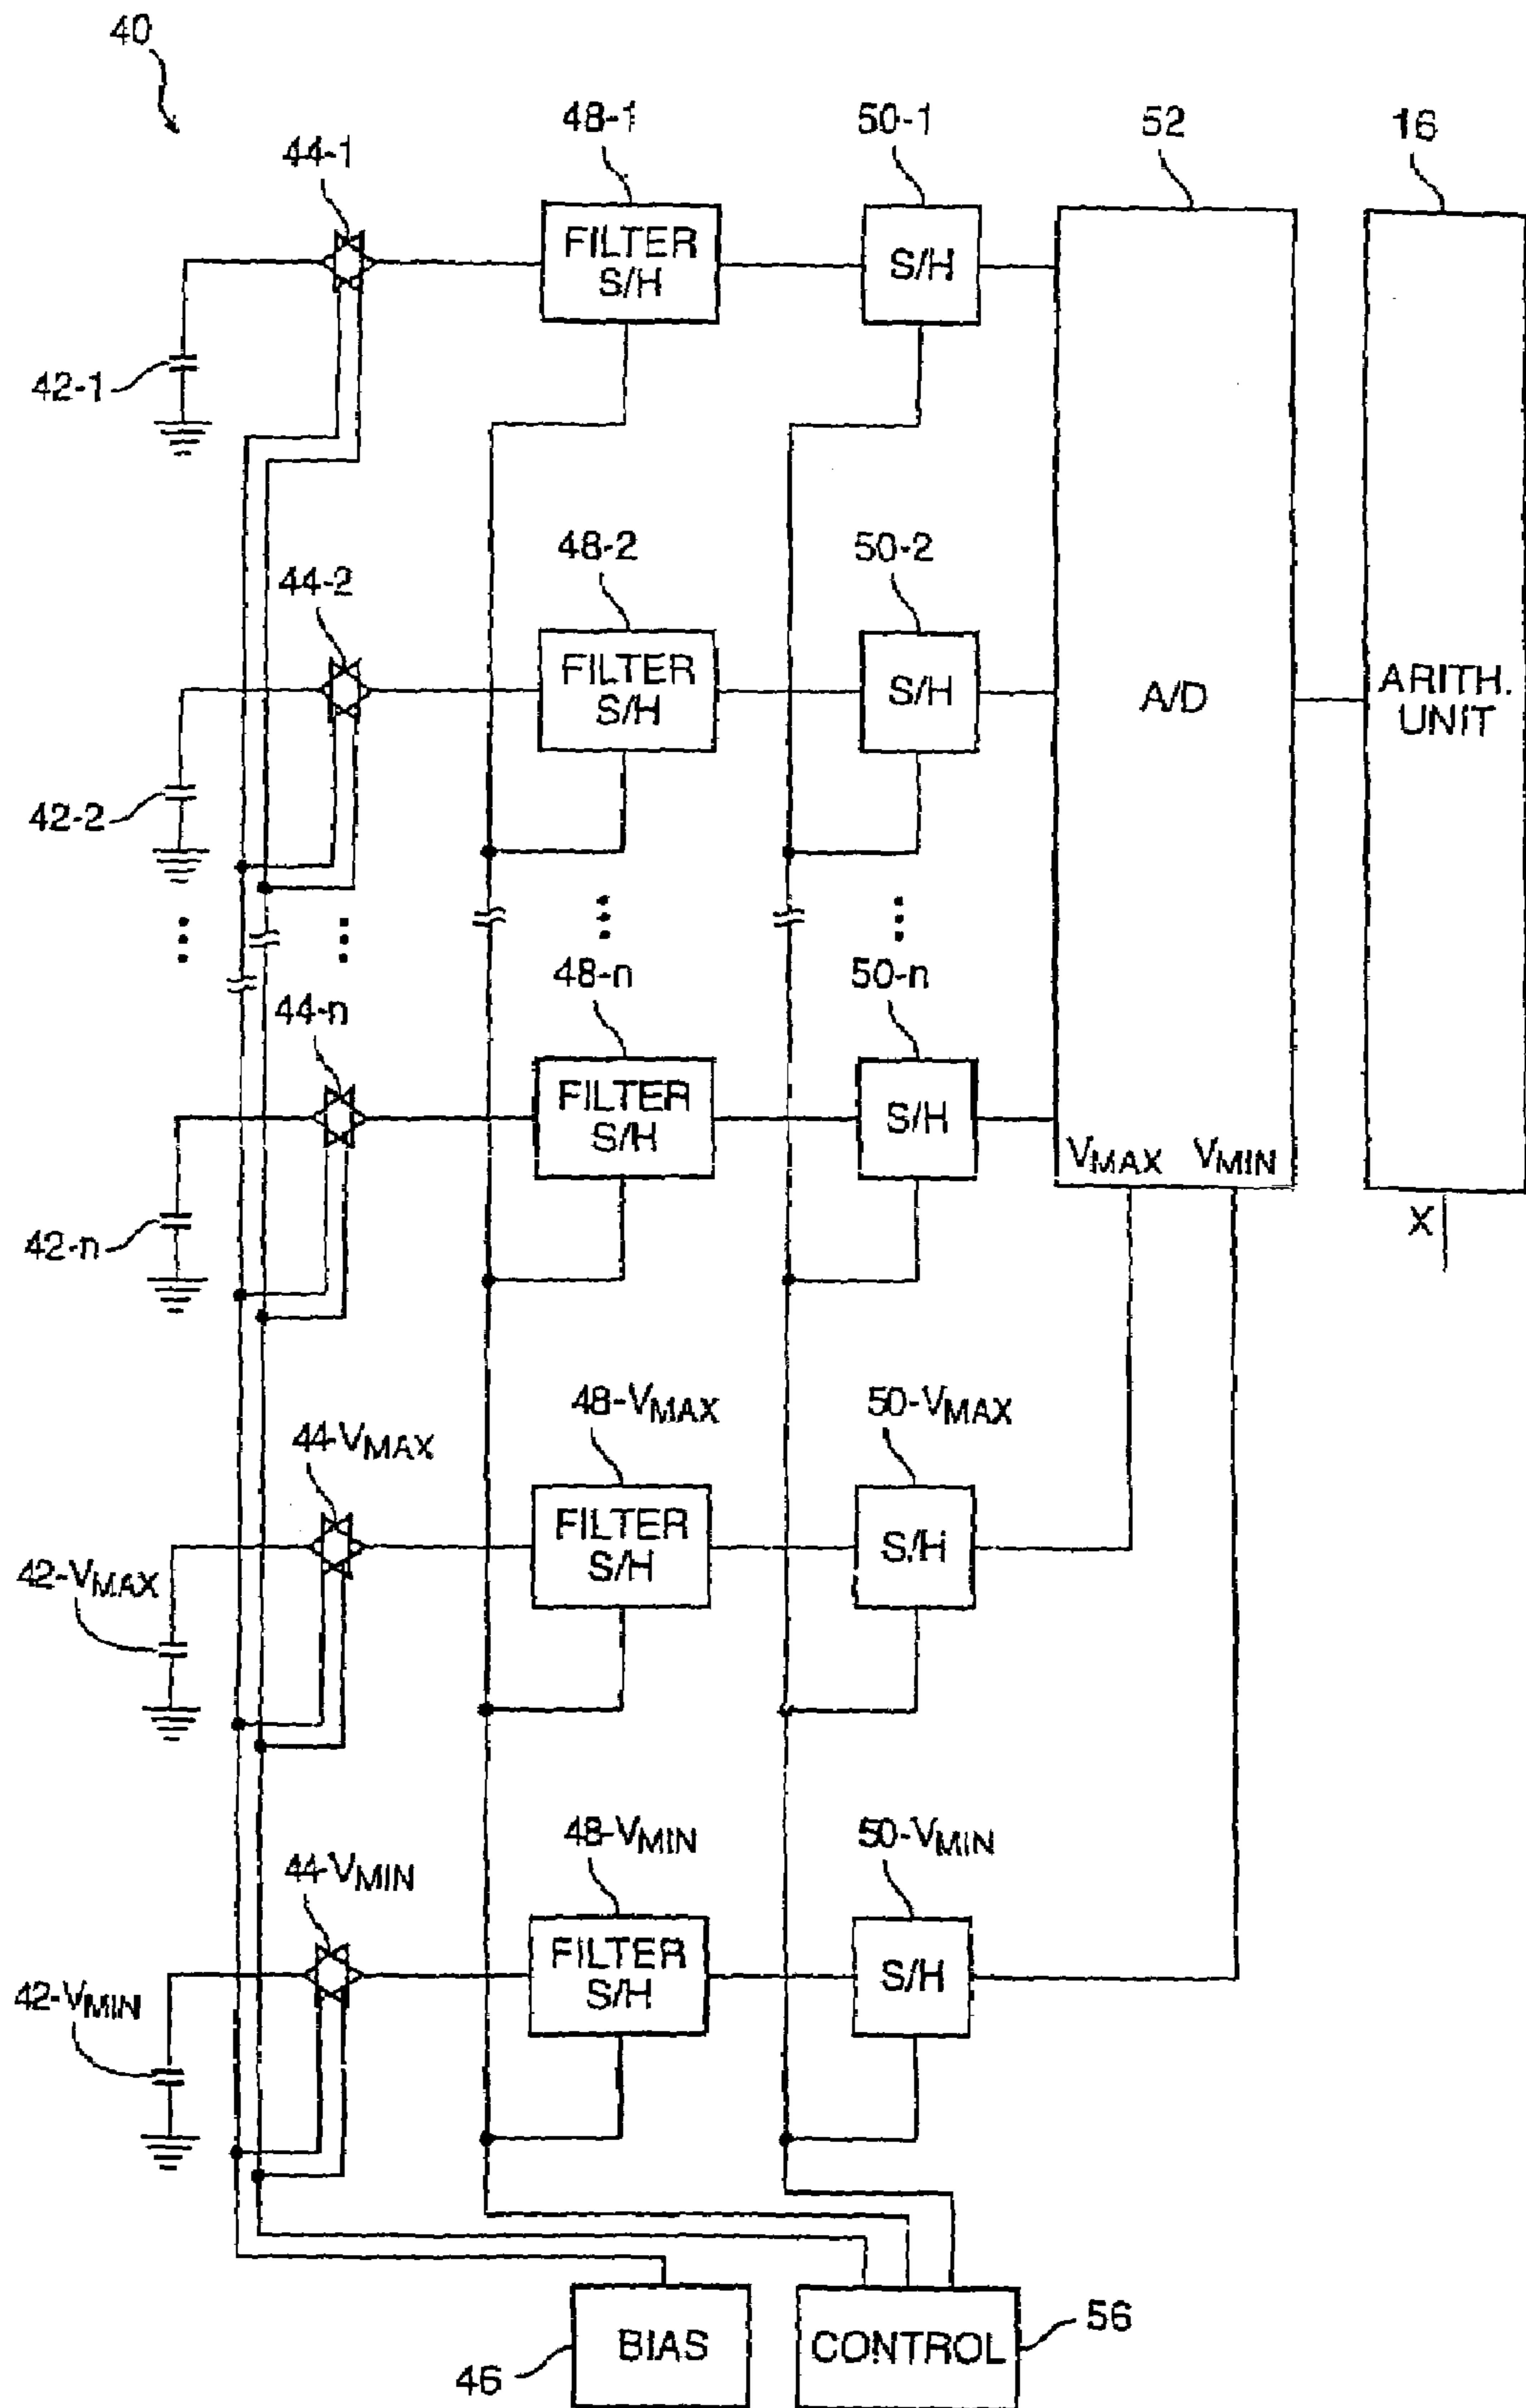 40
44-1
48-1
50-1
52
16
FILTER
S/H
S/H
42-1
44-2
48-2
50-2
FILTER
S/H
S/H
A/D
ARITH.
UNIT
42-2
44-n
48-n
50-n
FILTER
S/H
S/H
VMAX VMIN
X
42-n
44-VMAX
48-VMAX
50-VMAX
FILTER
S/H
S/H
42-VMAX
44-VMIN
48-VMIN
50-VMIN
FILTER
S/H
S/H
42-VMIN
BIAS
46
CONTROL
56